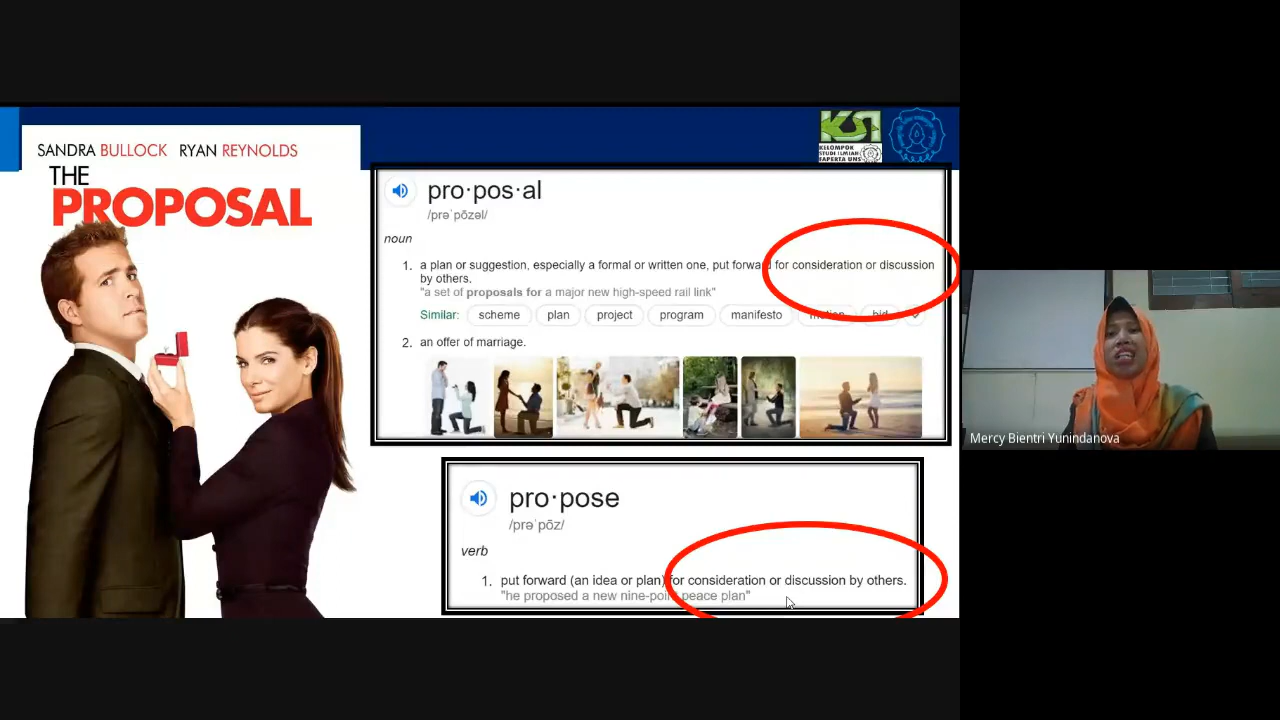 SANDRA BULLOCK RYAN REYNOLDS
THE
PROPOSAL
KSI
KELOMPOK
STUDI ILMIAH
FAPERTA UNS
pro·pos·al
/prəˈpōzəl/
noun
1. a plan or suggestion, especially a formal or written one, put forward for consideration or discussion
by others.
"a set of proposals for a major new high-speed rail link"
Similar: scheme plan project program manifesto motion bid
2. an offer of marriage.
pro·pose
/prəˈpōz/
verb
1. put forward (an idea or plan) for consideration or discussion by others.
"he proposed a new nine-point peace plan"
Mercy Bientri Yunindanova